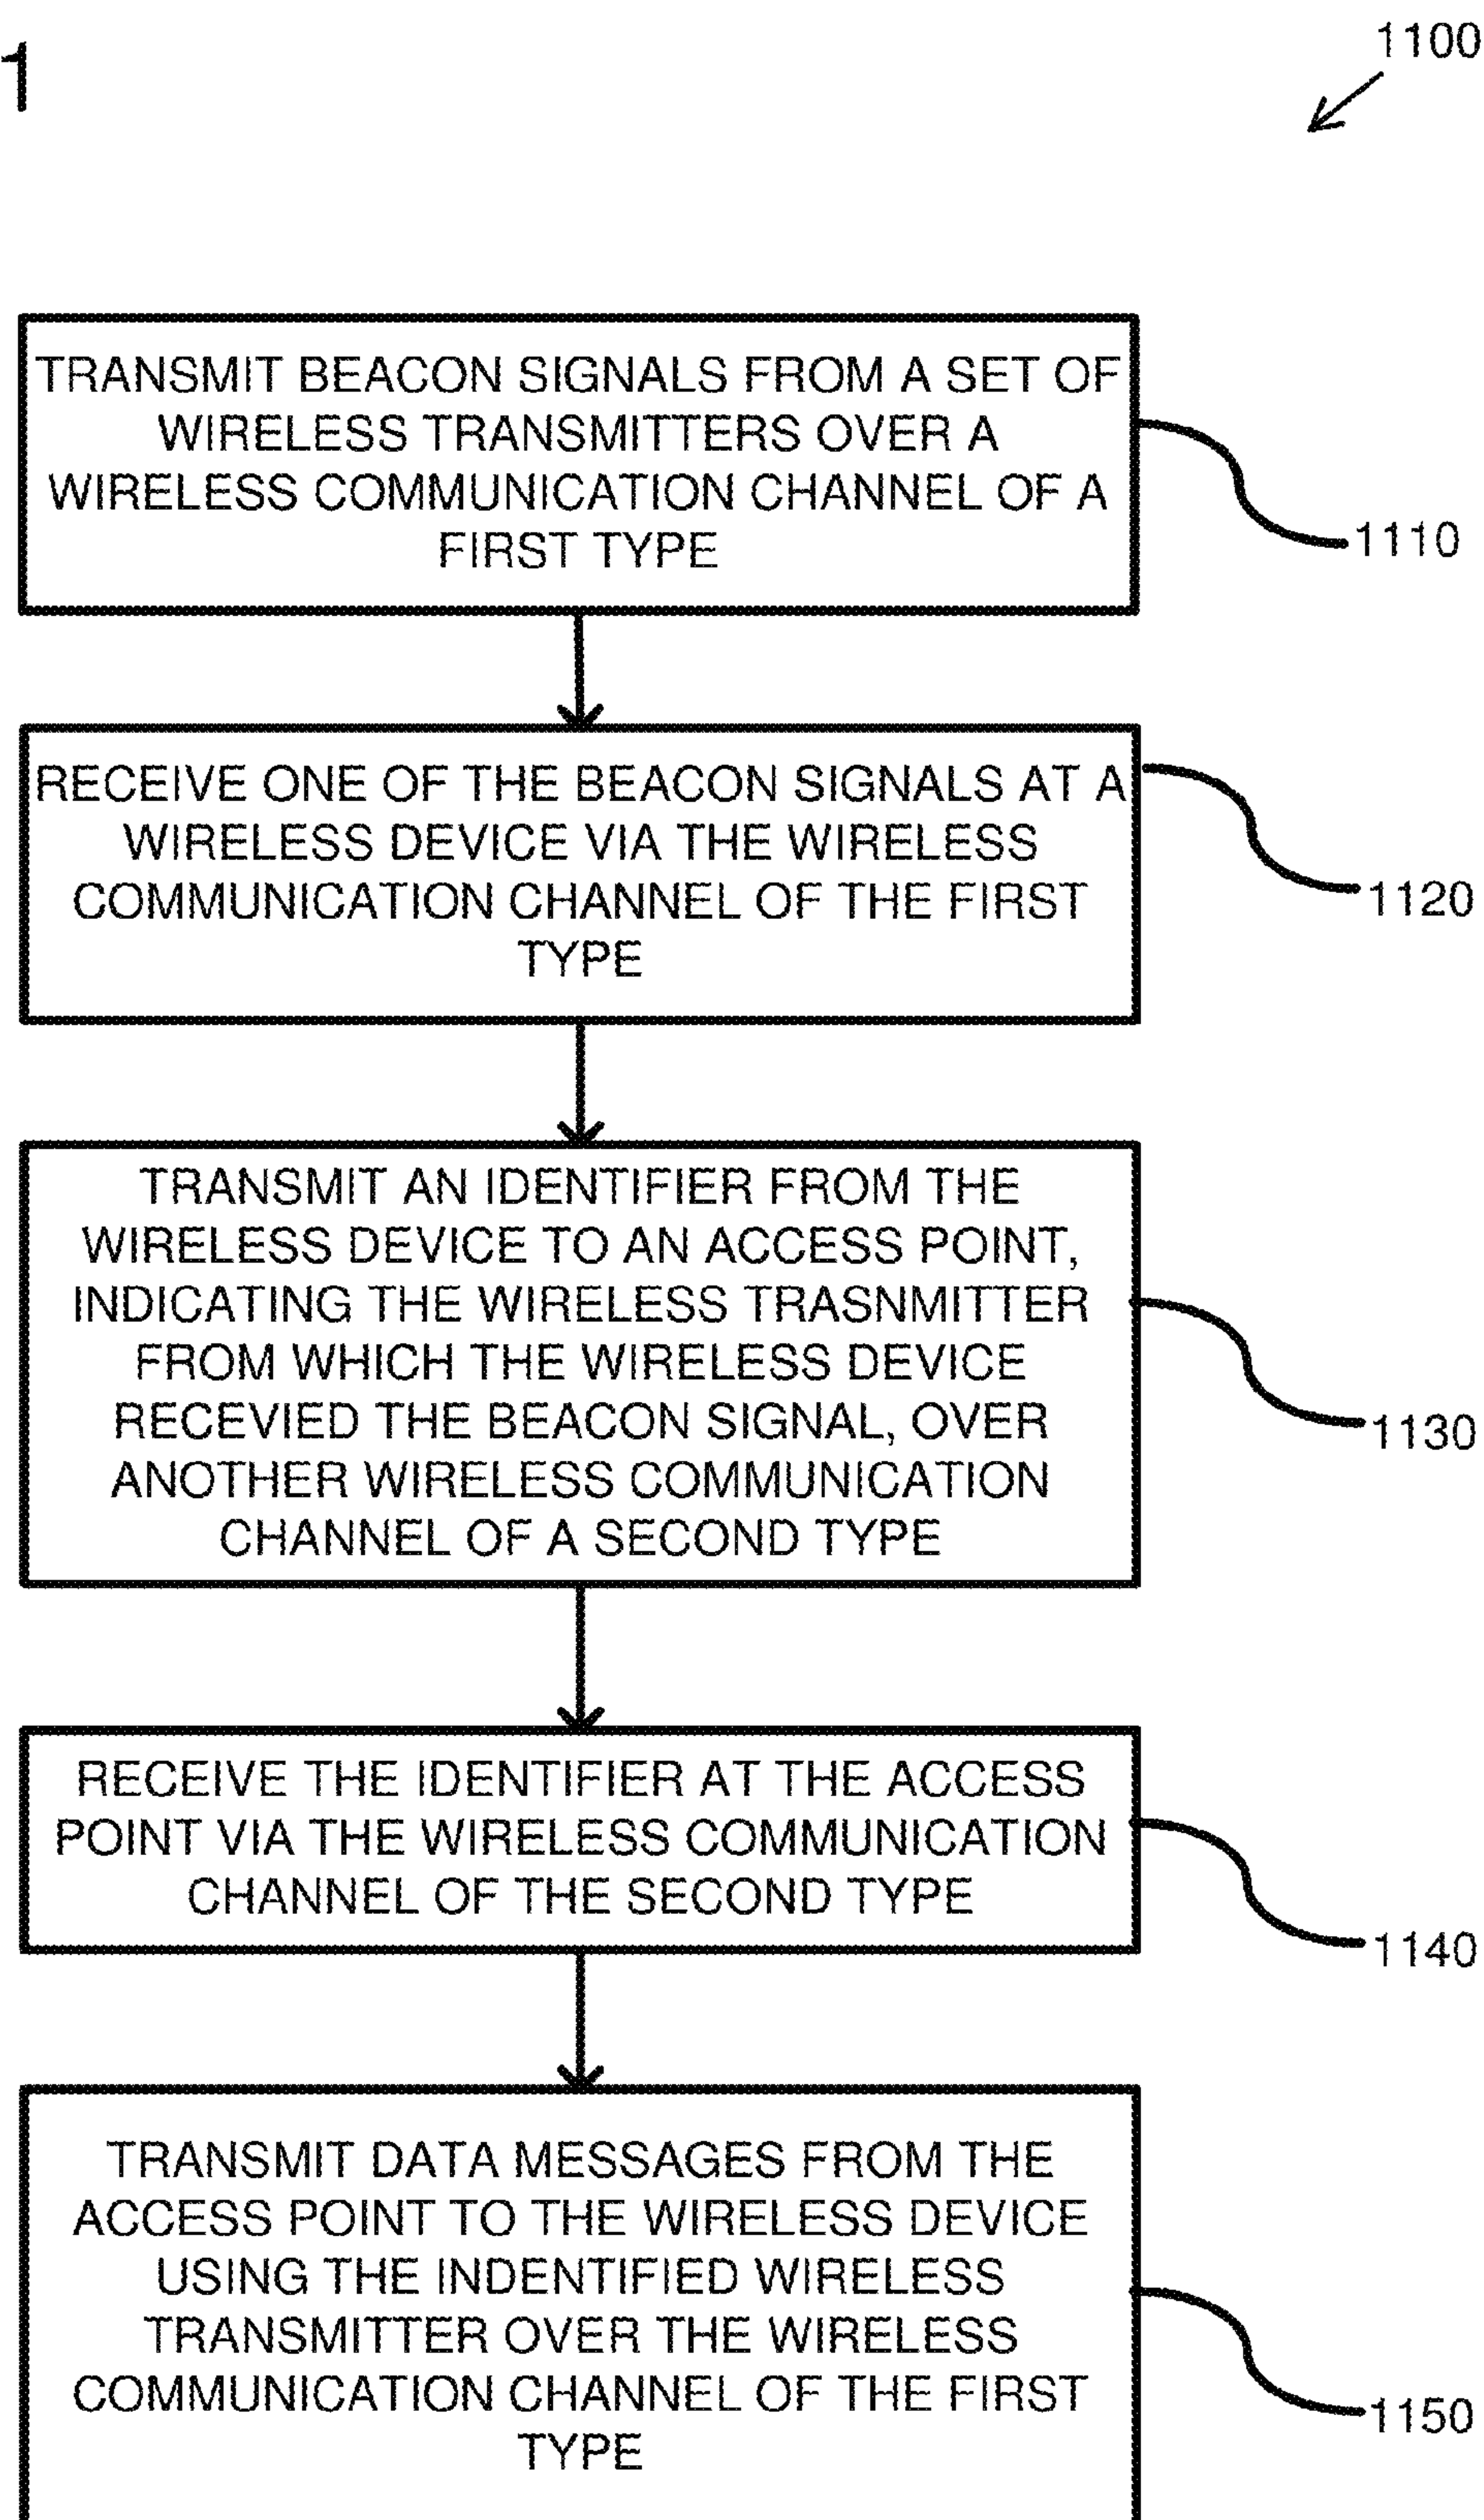 1
1100
TRANSMIT BEACON SIGNALS FROM A SET OF
WIRELESS TRANSMITTERS OVER A
WIRELESS COMMUNICATION CHANNEL OF A
FIRST TYPE
1110
RECEIVE ONE OF THE BEACON SIGNALS AT A
WIRELESS DEVICE VIA THE WIRELESS
COMMUNICATION CHANNEL OF THE FIRST
TYPE
1120
TRANSMIT AN IDENTIFIER FROM THE
WIRELESS DEVICE TO AN ACCESS POINT,
INDICATING THE WIRELESS TRASNMITTER
FROM WHICH THE WIRELESS DEVICE
RECEVIED THE BEACON SIGNAL, OVER
ANOTHER WIRELESS COMMUNICATION
CHANNEL OF A SECOND TYPE
1130
RECEIVE THE IDENTIFIER AT THE ACCESS
POINT VIA THE WIRELESS COMMUNICATION
CHANNEL OF THE SECOND TYPE
1140
TRANSMIT DATA MESSAGES FROM THE
ACCESS POINT TO THE WIRELESS DEVICE
USING THE INDENTIFIED WIRELESS
TRANSMITTER OVER THE WIRELESS
COMMUNICATION CHANNEL OF THE FIRST
TYPE
1150